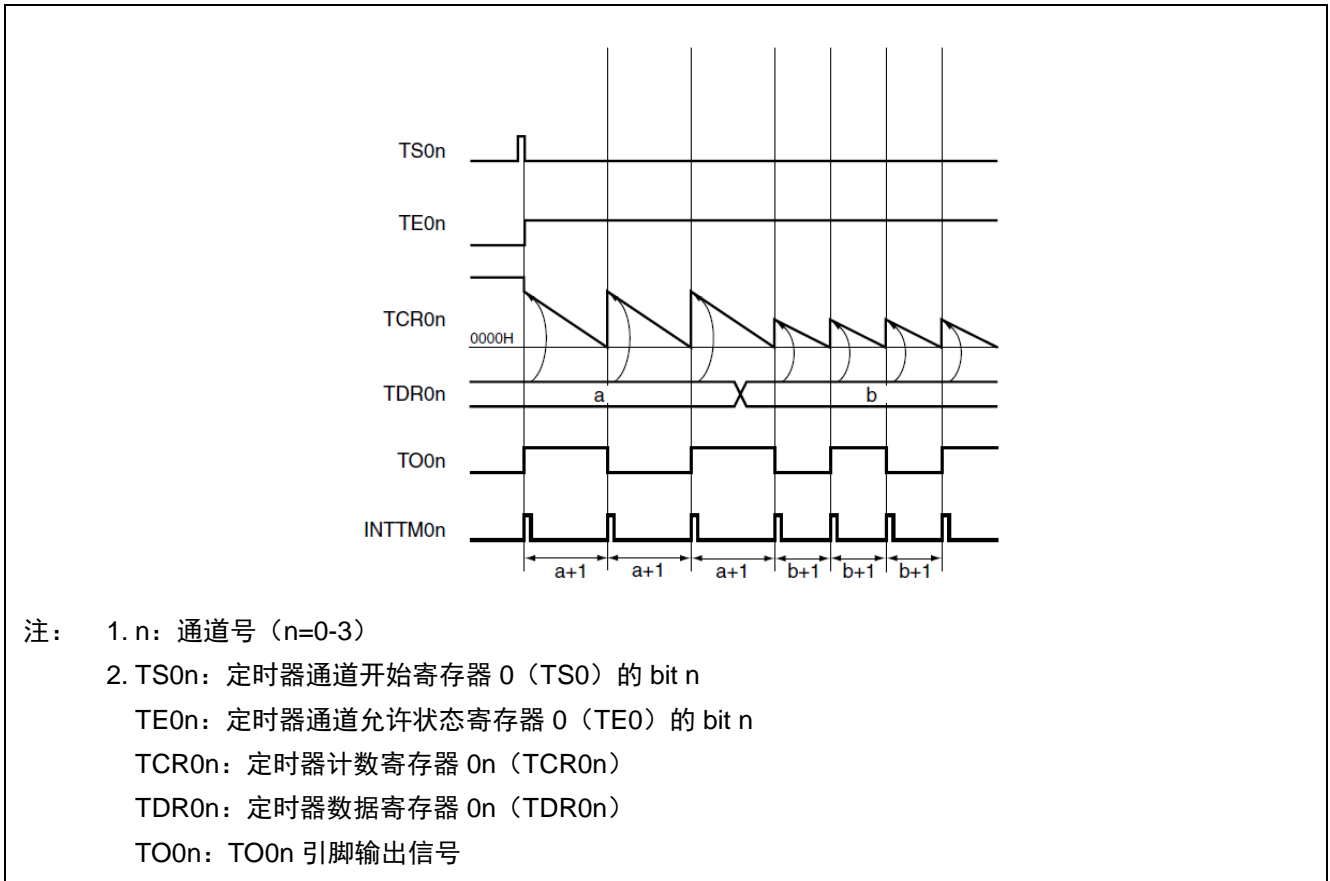 TS0n
TE0n
TCR0n
0000H
TDR0n
a
b
TO0n
INTTM0n
a+1
a+1
a+1
b+1
b+1
b+1
注： 1. n：通道号（n=0-3）
2. TS0n：定时器通道开始寄存器 0（TS0）的 bit n
TE0n：定时器通道允许状态寄存器 0（TE0）的 bit n
TCR0n：定时器计数寄存器 0n（TCR0n）
TDR0n：定时器数据寄存器 0n（TDR0n）
TO0n：TO0n 引脚输出信号